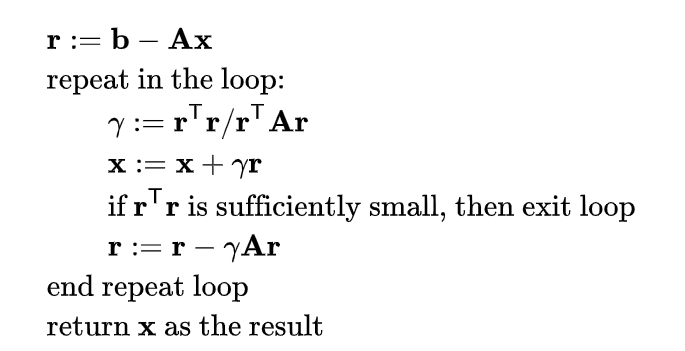 r := b − Ax
repeat in the loop:
γ := rᵀr/rᵀAr
x := x + γr
if rᵀr is sufficiently small, then exit loop
r := r − γAr
end repeat loop
return x as the result